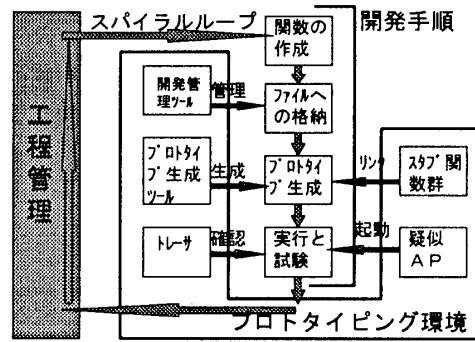 スパイラルループ
開発手順
工程管理
関数の
作成
開発管
理ツール
管理
ファイルへ
の格納
プロトタイ
プ生成
ツール
生成
プロトタイ
プ生成
リンク
スタブ関
数群
トレーサ
確認
実行と
試験
起動
疑似
AP
プロトタイピング環境